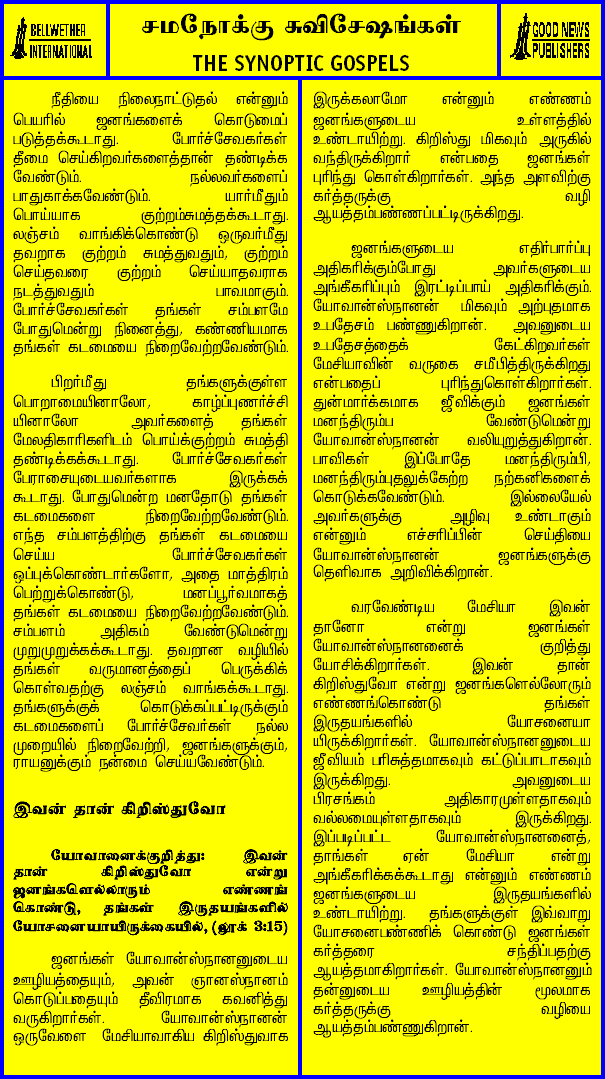 BELLWETHER
INTERNATIONAL
சமநோக்கு சுவிசேஷங்கள்
THE SYNOPTIC GOSPELS
GOOD NEWS
PUBLISHERS
நீதியை நிலைநாட்டுதல் என்னும்
பெயரில் ஜனங்களைக் கொடுமைப்
படுத்தக்கூடாது. போர்ச்சேவகர்கள்
தீமை செய்கிறவர்களைத்தான் தண்டிக்க
வேண்டும். நல்லவர்களைப்
பாதுகாக்கவேண்டும். யார்மீதும்
பொய்யாக குற்றம்சுமத்தக்கூடாது.
லஞ்சம் வாங்கிக்கொண்டு ஒருவர்மீது
தவறாக குற்றம் சுமத்துவதும், குற்றம்
செய்தவரை குற்றம் செய்யாதவராக
நடத்துவதும் பாவமாகும்.
போர்ச்சேவகர்கள் தங்கள் சம்பளமே
போதுமென்று நினைத்து, கண்ணியமாக
தங்கள் கடமையை நிறைவேற்றவேண்டும்.
பிறர்மீது தங்களுக்குள்ள
பொறாமையினாலோ, காழ்ப்புணர்ச்சி
யினாலோ அவர்களைத் தங்கள்
மேலதிகாரிகளிடம் பொய்க்குற்றம் சுமத்தி
தண்டிக்கக்கூடாது. போர்ச்சேவகர்கள்
பேராசையுடையவர்களாக இருக்கக்
கூடாது. போதுமென்ற மனதோடு தங்கள்
கடமைகளை நிறைவேற்றவேண்டும்.
எந்த சம்பளத்திற்கு தங்கள் கடமையை
செய்ய போர்ச்சேவகர்கள்
ஒப்புக்கொண்டார்களோ, அதை மாத்திரம்
பெற்றுக்கொண்டு, மனப்பூர்வமாகத்
தங்கள் கடமையை நிறைவேற்றவேண்டும்.
சம்பளம் அதிகம் வேண்டுமென்று
முறுமுறுக்கக்கூடாது. தவறான வழியில்
தங்கள் வருமானத்தைப் பெருக்கிக்
கொள்வதற்கு லஞ்சம் வாங்கக்கூடாது.
தங்களுக்குக் கொடுக்கப்பட்டிருக்கும்
கடமைகளைப் போர்ச்சேவர்கள் நல்ல
முறையில் நிறைவேற்றி, ஜனங்களுக்கும்,
ராயனுக்கும் நன்மை செய்யவேண்டும்.
இவன் தான் கிறிஸ்துவோ
யோவானைக்குறித்து: இவன்
தான் கிறிஸ்துவோ என்று
ஜனங்களெல்லாரும் எண்ணங்
கொண்டு, தங்கள் இருதயங்களில்
யோசனையாயிருக்கையில், (லூக் 3:15)
ஜனங்கள் யோவான்ஸ்நானனுடைய
ஊழியத்தையும், அவன் ஞானஸ்நானம்
கொடுப்பதையும் தீவிரமாக கவனித்து
வருகிறார்கள். யோவான்ஸ்நானன்
ஒருவேளை மேசியாவாகிய கிறிஸ்துவாக
இருக்கலாமோ என்னும் எண்ணம்
ஜனங்களுடைய உள்ளத்தில்
உண்டாயிற்று. கிறிஸ்து மிகவும் அருகில்
வந்திருக்கிறார் என்பதை ஜனங்கள்
புரிந்து கொள்கிறார்கள். அந்த அளவிற்கு
கர்த்தருக்கு வழி
ஆயத்தம்பண்ணப்பட்டிருக்கிறது.
ஜனங்களுடைய எதிர்பார்ப்பு
அதிகரிக்கும்போது அவர்களுடைய
அங்கீகரிப்பும் இரட்டிப்பாய் அதிகரிக்கும்.
யோவான்ஸ்நானன் மிகவும் அற்புதமாக
உபதேசம் பண்ணுகிறான். அவனுடைய
உபதேசத்தைக் கேட்கிறவர்கள்
மேசியாவின் வருகை சமீபித்திருக்கிறது
என்பதைப் புரிந்துகொள்கிறார்கள்.
துன்மார்க்கமாக ஜீவிக்கும் ஜனங்கள்
மனந்திரும்ப வேண்டுமென்று
யோவான்ஸ்நானன் வலியுறுத்துகிறான்.
பாவிகள் இப்போதே மனந்திரும்பி,
மனந்திரும்புதலுக்கேற்ற நற்கனிகளைக்
கொடுக்கவேண்டும். இல்லையேல்
அவர்களுக்கு அழிவு உண்டாகும்
என்னும் எச்சரிப்பின் செய்தியை
யோவான்ஸ்நானன் ஜனங்களுக்கு
தெளிவாக அறிவிக்கிறான்.
வரவேண்டிய மேசியா இவன்
தானோ என்று ஜனங்கள்
யோவான்ஸ்நானனைக் குறித்து
யோசிக்கிறார்கள். இவன் தான்
கிறிஸ்துவோ என்று ஜனங்களெல்லோரும்
எண்ணங்கொண்டு தங்கள்
இருதயங்களில் யோசனையா
யிருக்கிறார்கள். யோவான்ஸ்நானனுடைய
ஜீவியம் பரிசுத்தமாகவும் கட்டுப்பாடாகவும்
இருக்கிறது. அவனுடைய
பிரசங்கம் அதிகாரமுள்ளதாகவும்
வல்லமையுள்ளதாகவும் இருக்கிறது.
இப்படிப்பட்ட யோவான்ஸ்நானனைத்,
தாங்கள் ஏன் மேசியா என்று
அங்கீகரிக்கக்கூடாது என்னும் எண்ணம்
ஜனங்களுடைய இருதயங்களில்
உண்டாயிற்று. தங்களுக்குள் இவ்வாறு
யோசனைபண்ணிக் கொண்டு ஜனங்கள்
கர்த்தரை சந்திப்பதற்கு
ஆயத்தமாகிறார்கள். யோவான்ஸ்நானனும்
தன்னுடைய ஊழியத்தின் மூலமாக
கர்த்தருக்கு வழியை
ஆயத்தம்பண்ணுகிறான்.